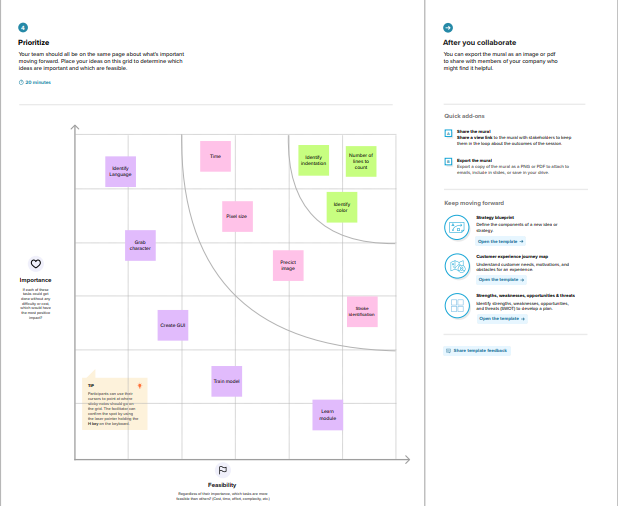 4
Prioritize
Your team should all be on the same page about what's important
moving forward. Place your ideas on this grid to determine which
ideas are important and which are feasible.
20 minutes
Importance
If each of these
tasks could get
done without any
difficulty or cost,
which would have
the most positive
impact?
Identify
Language
Time
Identify
indentation
Number of
lines to
count
Identify
color
Pixel size
Grab
character
Precict
image
Stroke
identification
Create GUI
Train model
Learn
module
TIP
Participants can use their
cursors to point at where
sticky notes should go on
the grid. The facilitator can
confirm the spot by using
the laser pointer holding the
H key on the keyboard.
Feasibility
Regardless of their importance, which tasks are more
feasible than others? (Cost, time, effort, complexity, etc.)
After you collaborate
You can export the mural as an image or pdf
to share with members of your company who
might find it helpful.
Quick add-ons
Share the mural
Share a view link to the mural with stakeholders to keep
them in the loop about the outcomes of the session.
Export the mural
Export a copy of the mural as a PNG or PDF to attach to
emails, include in slides, or save in your drive.
Keep moving forward
Strategy blueprint
Define the components of a new idea or
strategy.
Open the template →
Customer experience journey map
Understand customer needs, motivations, and
obstacles for an experience.
Open the template →
Strengths, weaknesses, opportunities & threats
Identify strengths, weaknesses, opportunities,
and threats (SWOT) to develop a plan.
Open the template →
Share template feedback